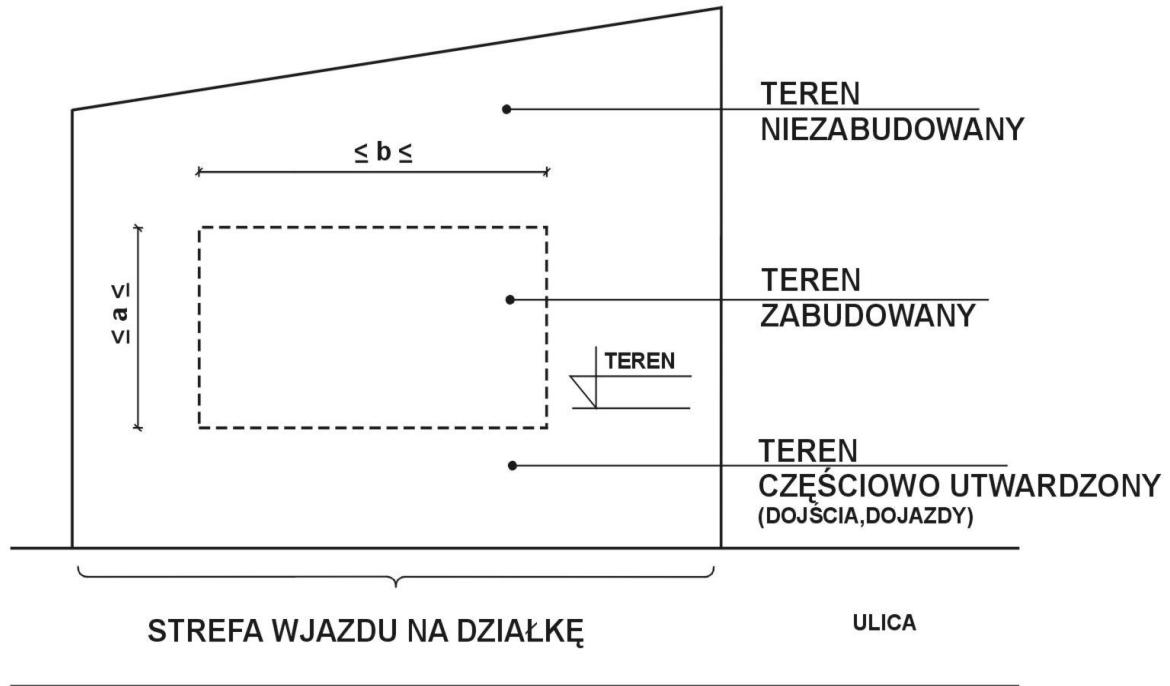 TEREN
NIEZABUDOWANY
≤ b ≤
≤ a ≤
TEREN
ZABUDOWANY
TEREN
TEREN
CZĘŚCIOWO UTWARDZONY
(DOJŚCIA,DOJAZDY)
STREFA WJAZDU NA DZIAŁKĘ
ULICA